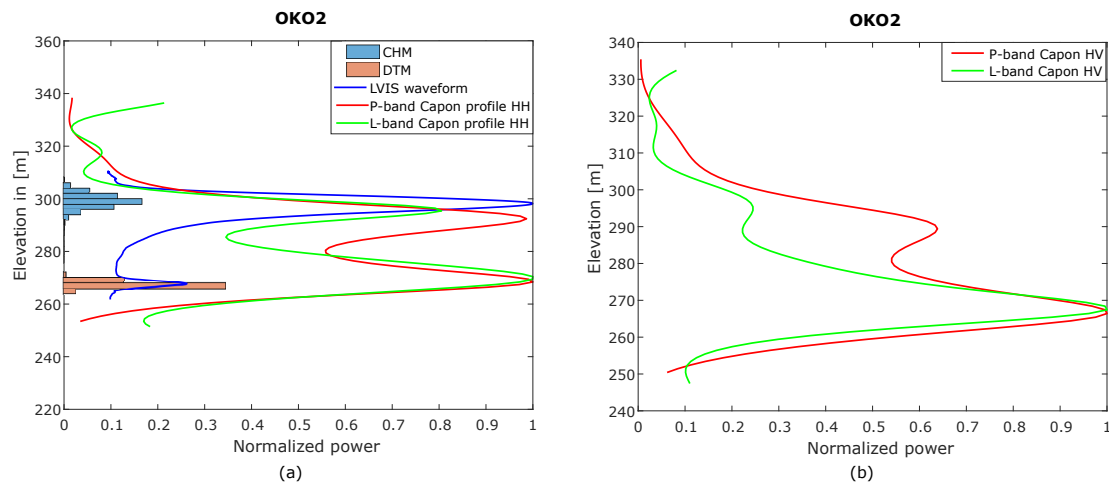 OKO2
360
340
320
300
280
260
240
220
0 0.1 0.2 0.3 0.4 0.5 0.6 0.7 0.8 0.9 1
Elevation in [m]
Normalized power
CHM
DTM
LVIS waveform
P-band Capon profile HH
L-band Capon profile HH
(a)
OKO2
340
330
320
310
300
290
280
270
260
250
240
0 0.1 0.2 0.3 0.4 0.5 0.6 0.7 0.8 0.9 1
Elevation [m]
Normalized power
P-band Capon HV
L-band Capon HV
(b)